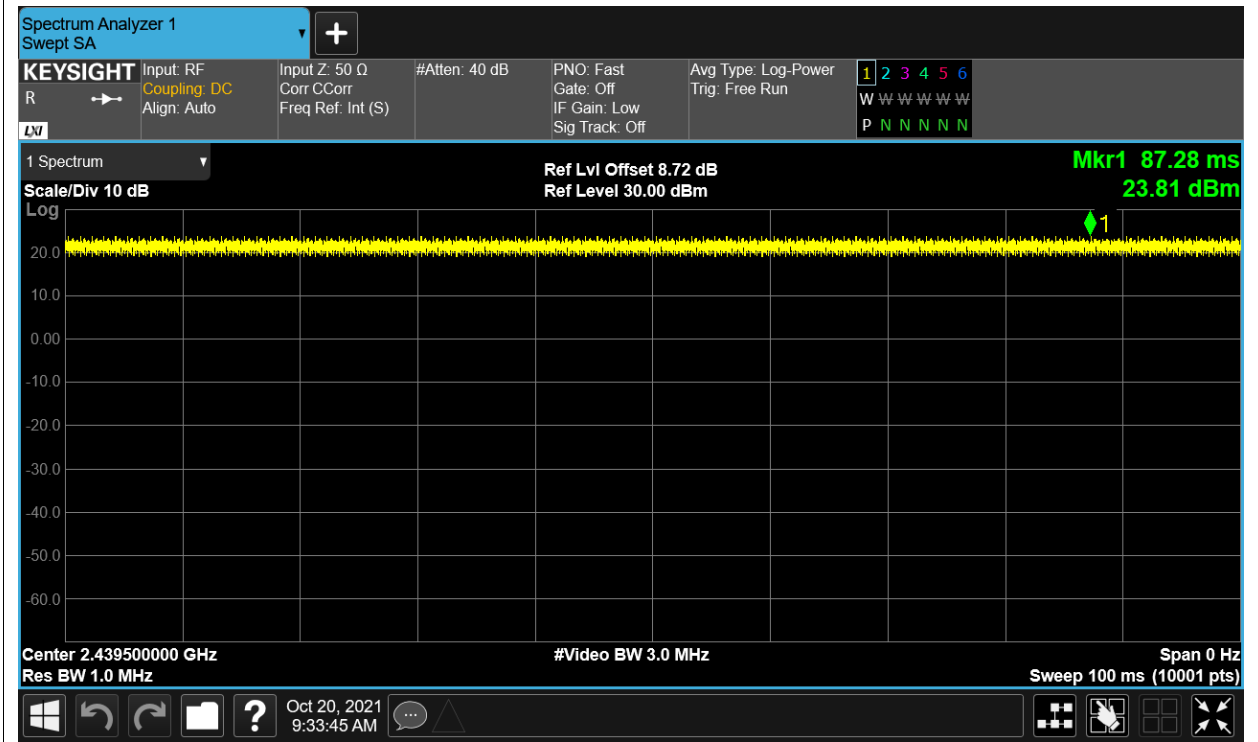 Spectrum Analyzer 1
Swept SA
▼
+
KEYSIGHT Input: RF Input Z: 50 Ω #Atten: 40 dB PNO: Fast Avg Type: Log-Power 1 2 3 4 5 6
R Coupling: DC Corr CCorr Gate: Off Trig: Free Run W W W W W W
Align: Auto Freq Ref: Int (S) IF Gain: Low
LXI Sig Track: Off P N N N N N
1 Spectrum ▼ Ref Lvl Offset 8.72 dB Mkr1 87.28 ms
Scale/Div 10 dB Ref Level 30.00 dBm 23.81 dBm
Log
1
20.0
10.0
0.00
-10.0
-20.0
-30.0
-40.0
-50.0
-60.0
Center 2.439500000 GHz #Video BW 3.0 MHz Span 0 Hz
Res BW 1.0 MHz Sweep 100 ms (10001 pts)
? Oct 20, 2021
9:33:45 AM